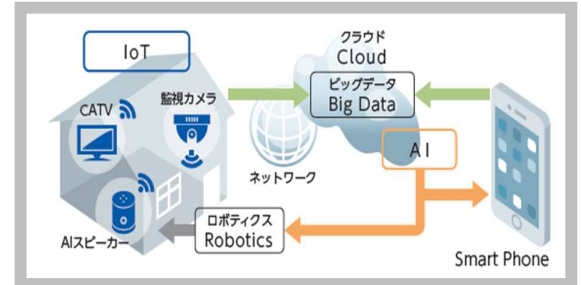 IoT
CATV
監視カメラ
AIスピーカー
クラウド
Cloud
ビッグデータ
Big Data
ネットワーク
AI
ロボティクス
Robotics
Smart Phone